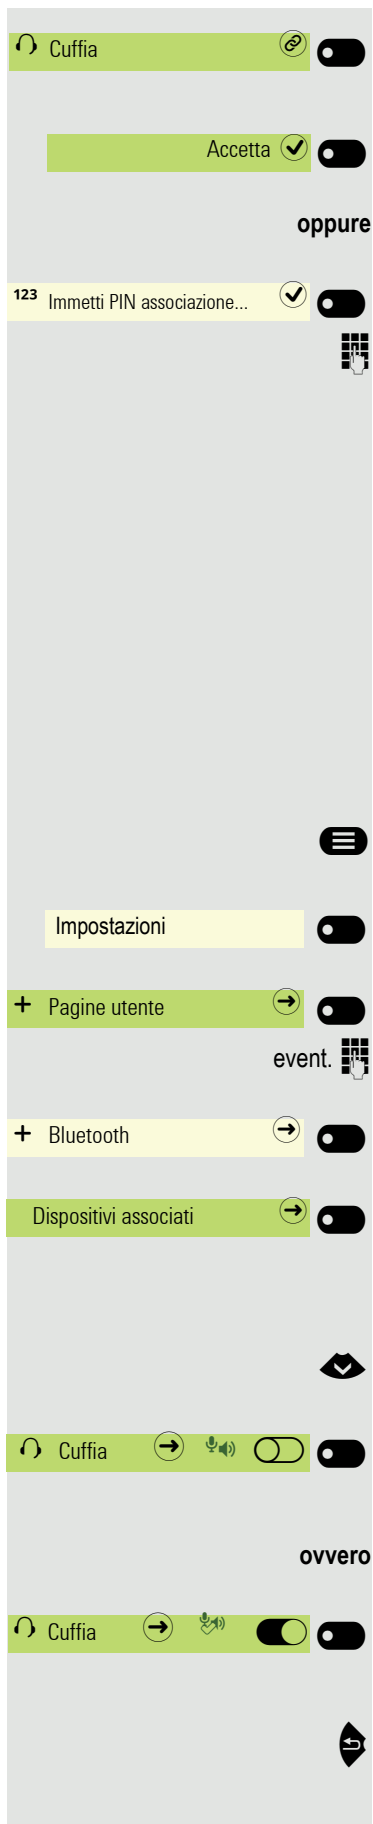 Cuffia
Accetta
oppure
123 Immetti PIN associazione...
Impostazioni
+ Pagine utente
event.
+ Bluetooth
Dispositivi associati
Cuffia
ovvero
Cuffia